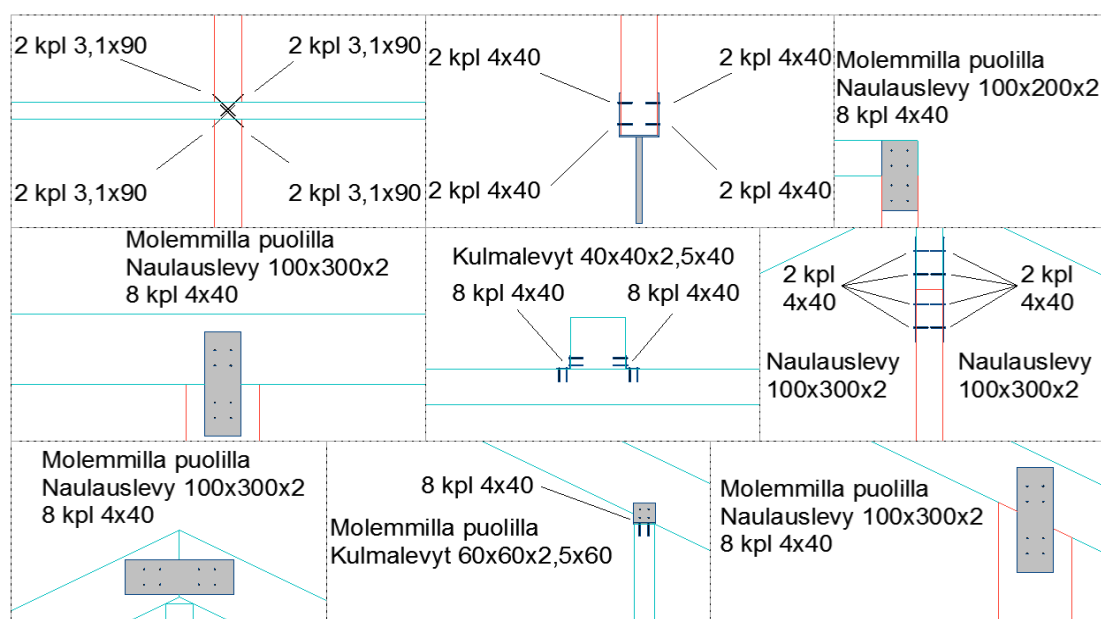 2 kpl 3,1x90
2 kpl 3,1x90
2 kpl 3,1x90
2 kpl 3,1x90
2 kpl 4x40
2 kpl 4x40
2 kpl 4x40
2 kpl 4x40
Molemmilla puolilla
Naulauslevy 100x200x2
8 kpl 4x40
Molemmilla puolilla
Naulauslevy 100x300x2
8 kpl 4x40
Kulmalevyt 40x40x2,5x40
8 kpl 4x40
8 kpl 4x40
2 kpl
4x40
2 kpl
4x40
Naulauslevy
100x300x2
Naulauslevy
100x300x2
Molemmilla puolilla
Naulauslevy 100x300x2
8 kpl 4x40
8 kpl 4x40
Molemmilla puolilla
Kulmalevyt 60x60x2,5x60
Molemmilla puolilla
Naulauslevy 100x300x2
8 kpl 4x40